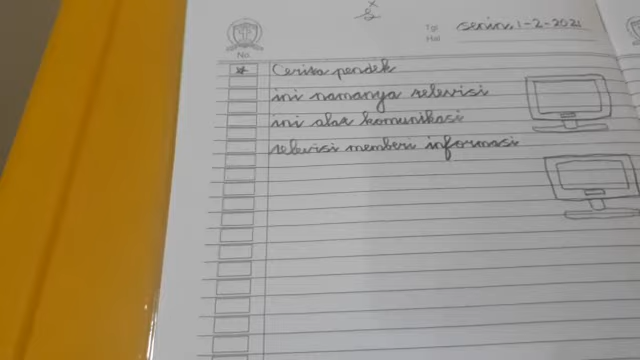 Tgl senin, 1-2-2021
Hal
No.
Cerita pendek
ini namanya televisi
ini alat komunikasi
televisi memberi informasi